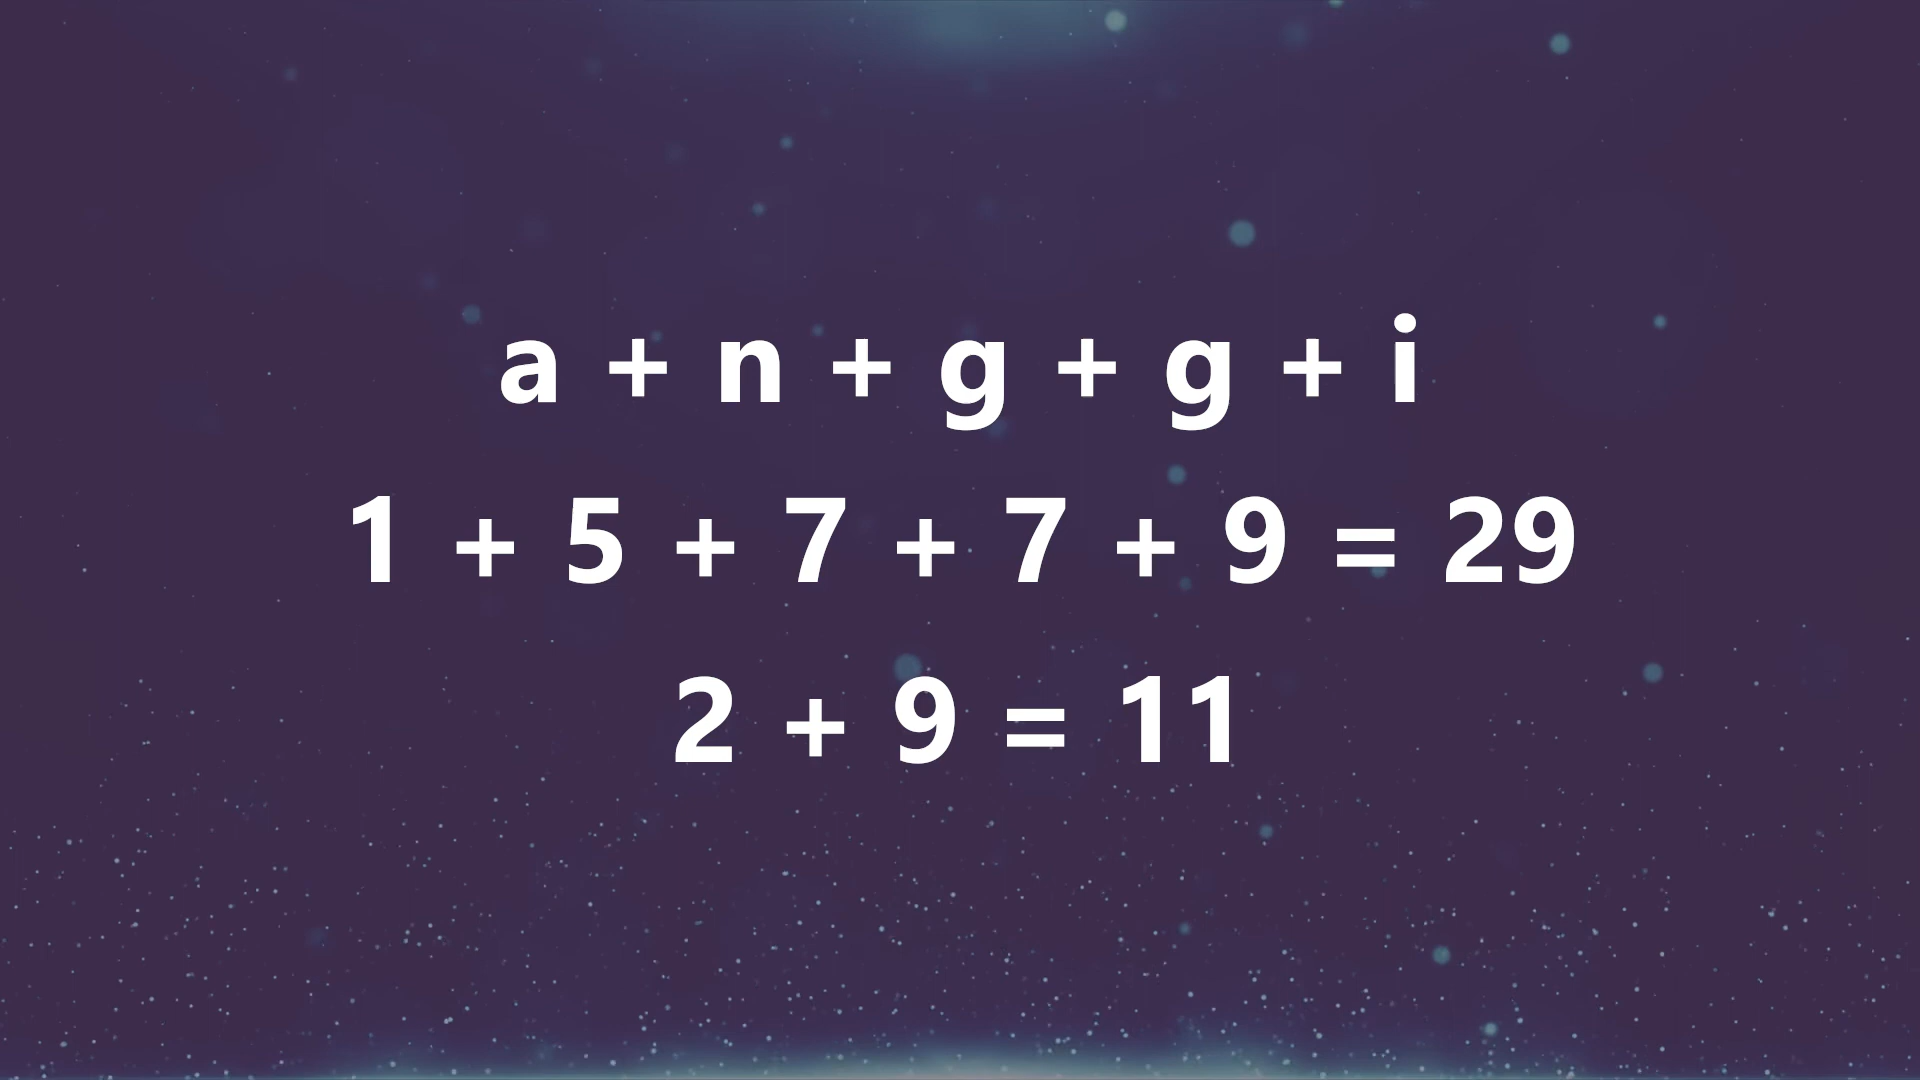 a + n + g + g + i
1 + 5 + 7 + 7 + 9 = 29
2 + 9 = 11